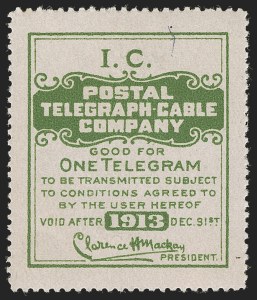 I. C.
POSTAL
TELEGRAPH-CABLE
COMPANY
GOOD FOR
ONE TELEGRAM
TO BE TRANSMITTED SUBJECT
TO CONDITIONS AGREED TO
BY THE USER HEREOF
VOID AFTER 1913 DEC. 31ST
Clarence H Mackay
PRESIDENT.